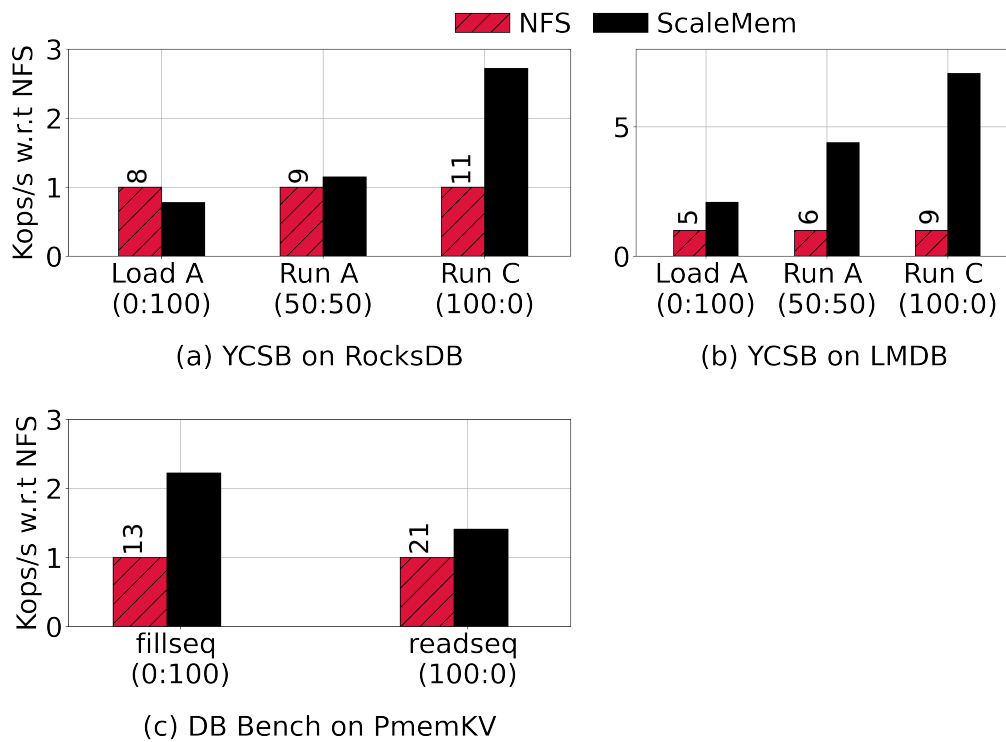 NFS ScaleMem
Kops/s w.r.t NFS
3
2
1
0
8
9
11
Load A
(0:100)
Run A
(50:50)
Run C
(100:0)
(a) YCSB on RocksDB
5
0
5
6
9
Load A
(0:100)
Run A
(50:50)
Run C
(100:0)
(b) YCSB on LMDB
Kops/s w.r.t NFS
3
2
1
0
13
21
fillseq
(0:100)
readseq
(100:0)
(c) DB Bench on PmemKV